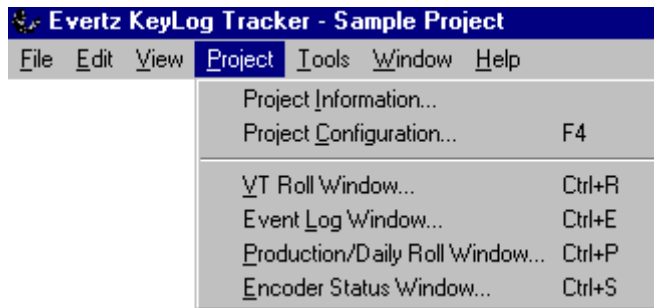 Evertz KeyLog Tracker - Sample Project
File Edit View Project Tools Window Help
Project Information...
Project Configuration... F4
VT Roll Window... Ctrl+R
Event Log Window... Ctrl+E
Production/Daily Roll Window... Ctrl+P
Encoder Status Window... Ctrl+S